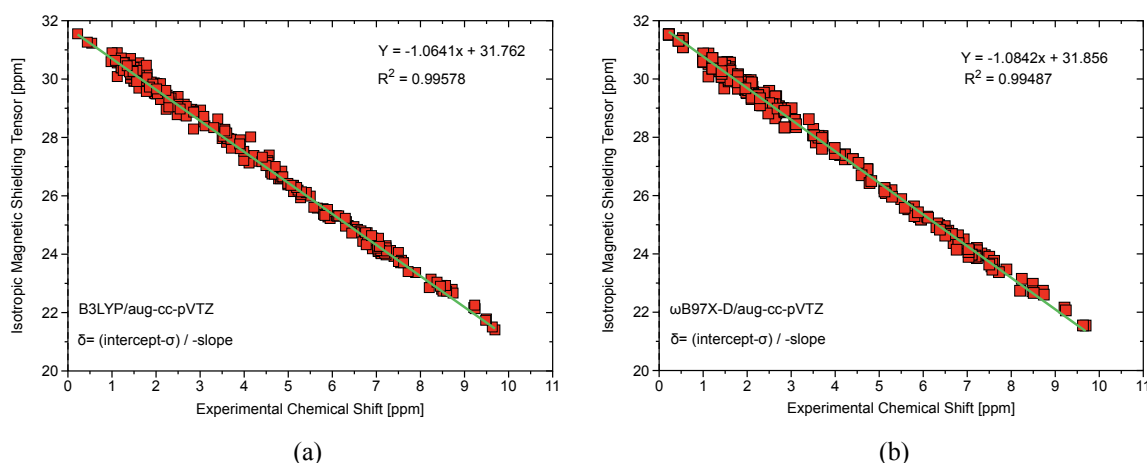 Y = -1.0641x + 31.762
R² = 0.99578
B3LYP/aug-cc-pVTZ
δ= (intercept-σ) / -slope
Isotropic Magnetic Shielding Tensor [ppm]
32
30
28
26
24
22
20
0 1 2 3 4 5 6 7 8 9 10 11
Experimental Chemical Shift [ppm]
(a)
Y = -1.0842x + 31.856
R² = 0.99487
ωB97X-D/aug-cc-pVTZ
δ= (intercept-σ) / -slope
Isotropic Magnetic Shielding Tensor [ppm]
32
30
28
26
24
22
20
0 1 2 3 4 5 6 7 8 9 10 11
Experimental Chemical Shift [ppm]
(b)